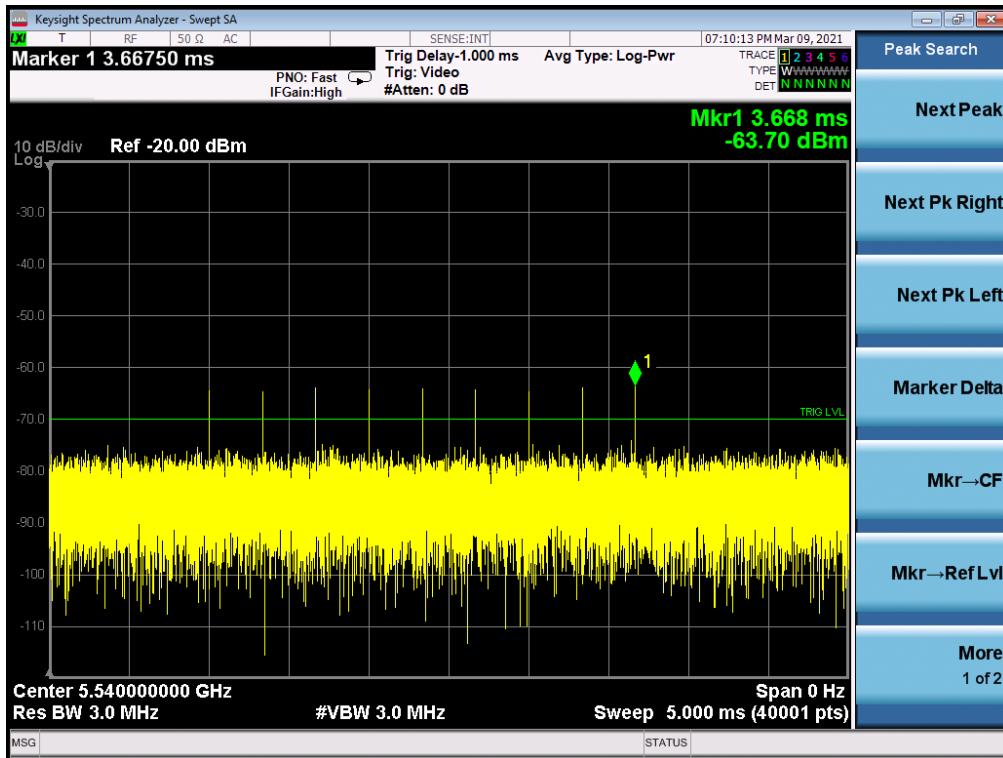 Keysight Spectrum Analyzer - Swept SA
LXI T RF 50 Ω AC SENSE:INT 07:10:13 PM Mar 09, 2021
Marker 1 3.66750 ms
PNO: Fast
IFGain:High
Trig Delay-1.000 ms
Trig: Video
#Atten: 0 dB
Avg Type: Log-Pwr
TRACE 1 2 3 4 5 6
TYPE WWWWWW
DET N N N N N N
Mkr1 3.668 ms
-63.70 dBm
10 dB/div Ref -20.00 dBm
Log
-30.0
-40.0
-50.0
-60.0
1
-70.0
TRIG LVL
-80.0
-90.0
-100
-110
Center 5.540000000 GHz Span 0 Hz
Res BW 3.0 MHz #VBW 3.0 MHz Sweep 5.000 ms (40001 pts)
MSG STATUS
Peak Search
Next Peak
Next Pk Right
Next Pk Left
Marker Delta
Mkr→CF
Mkr→Ref Lvl
More
1 of 2